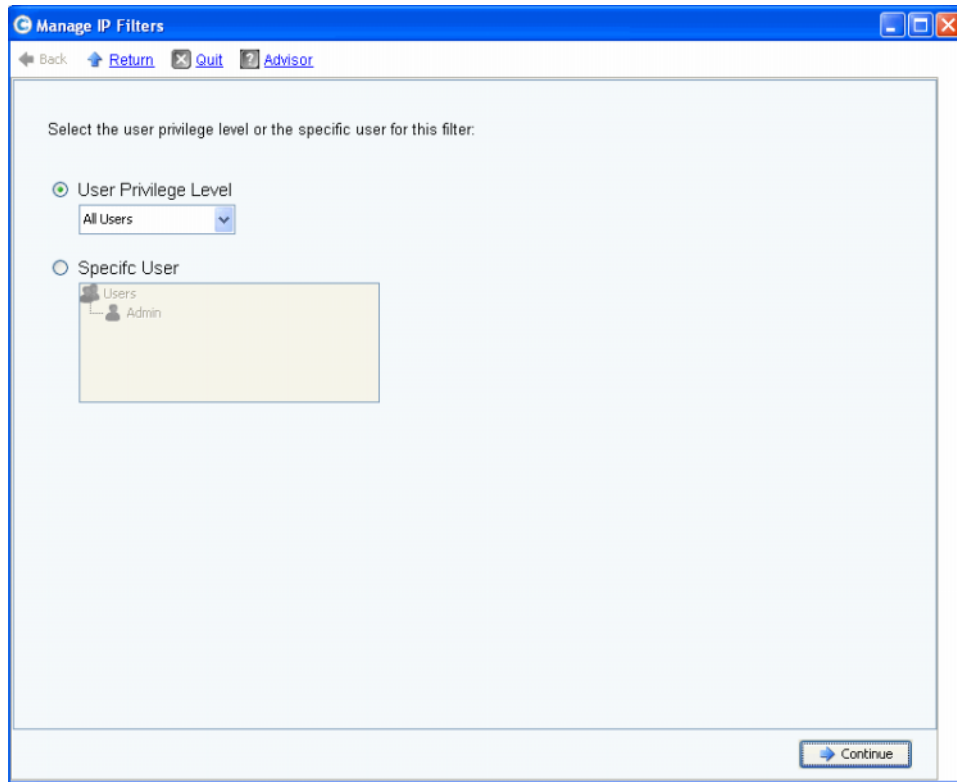 Manage IP Filters
Back Return Quit Advisor
Select the user privilege level or the specific user for this filter:
User Privilege Level
All Users
Specifc User
Users
Admin
Continue